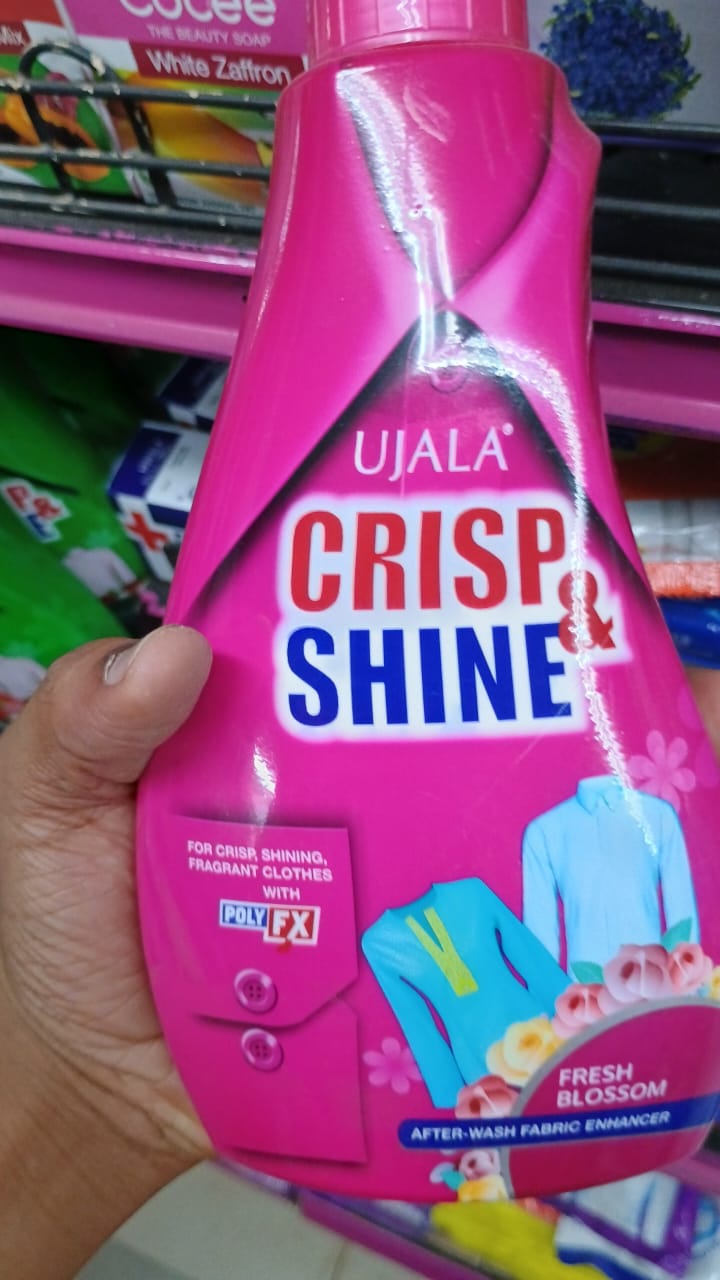 Cocee
THE BEAUTY SOAP
White Zaffron
Mix
UJALA®
CRISP
&
SHINE
FOR CRISP, SHINING,
FRAGRANT CLOTHES
WITH
POLY FX
FRESH
BLOSSOM
AFTER-WASH FABRIC ENHANCER